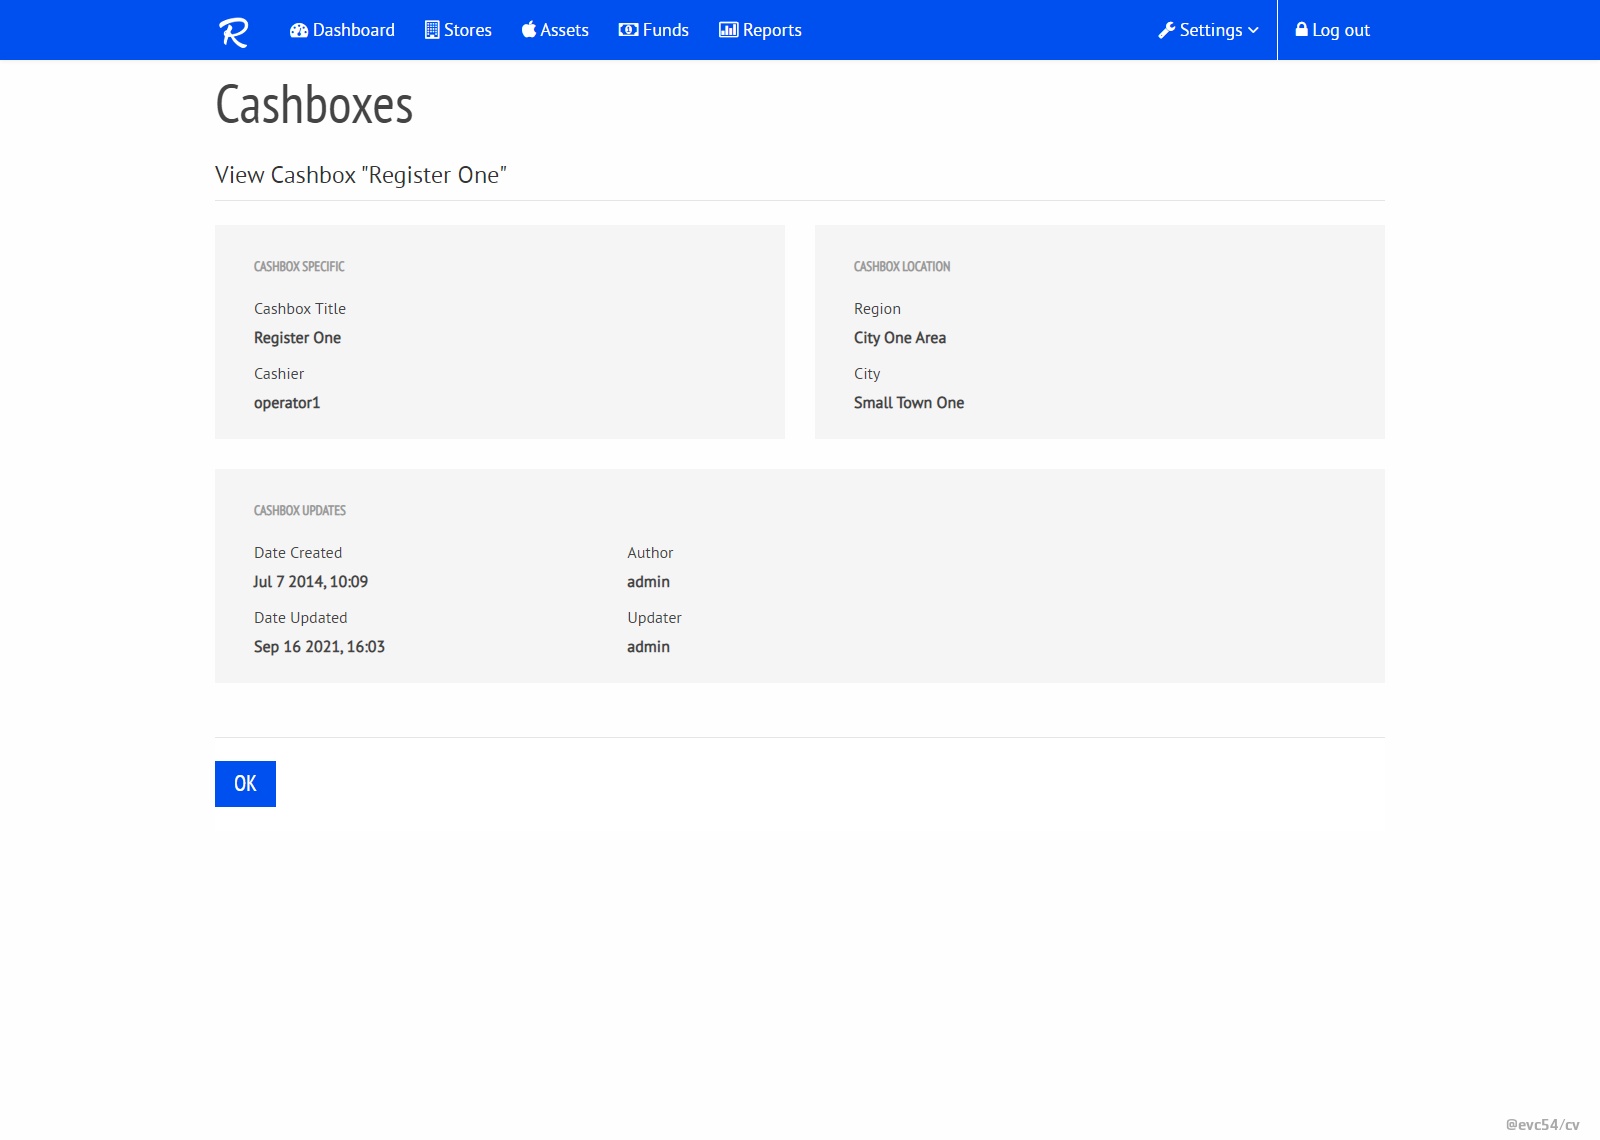 R
Dashboard
Stores
Assets
Funds
Reports
Settings
Log out
Cashboxes
View Cashbox "Register One"
CASHBOX SPECIFIC
Cashbox Title
Register One
Cashier
operator1
CASHBOX LOCATION
Region
City One Area
City
Small Town One
CASHBOX UPDATES
Date Created
Jul 7 2014, 10:09
Date Updated
Sep 16 2021, 16:03
Author
admin
Updater
admin
OK
@evc54/cv